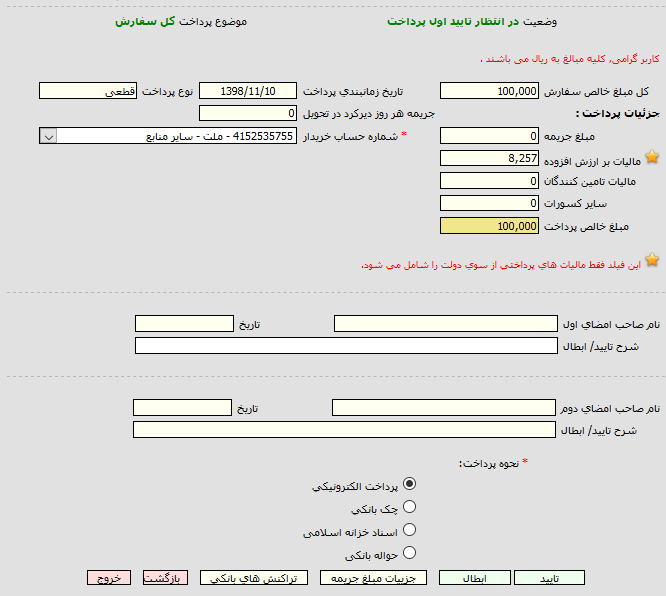 وضعیت در انتظار تایید اول پرداخت موضوع پرداخت کل سفارش
کاربر گرامی, کلیه مبالغ به ریال می باشند .
کل مبلغ خالص سفارش 100,000 تاریخ زمانبندي پرداخت 1398/11/10 نوع پرداخت قطعی
جزئیات پرداخت : جریمه هر روز دیرکرد در تحویل 0
مبلغ جریمه 0 * شماره حساب خریدار 4152535755 - ملت - سایر منابع
مالیات بر ارزش افزوده 8,257
مالیات تامین کنندگان 0
سایر کسورات 0
مبلغ خالص پرداخت 100,000
این فیلد فقط مالیات هاي پرداختي از سوي دولت را شامل مي شود.
نام صاحب امضاي اول تاریخ
شرح تایید/ ابطال
نام صاحب امضاي دوم تاریخ
شرح تایید/ ابطال
* نحوه پرداخت:
پرداخت الکترونیکي
چک بانکي
اسناد خزانه اسلامی
حواله بانکی
تایید ابطال جزییات مبلغ جریمه تراکنش هاي بانکي بازگشت خروج